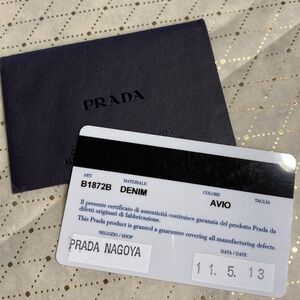 PRADA
ART. MATERIALE COLORE TAGLIA
B1872B DENIM AVIO
Il presente certificato di autenticità costituisce garanzia del prodotto Prada da
difetti originari di fabbricazione.
This Product is granted a guarantee covering all manufacturing defects.
NEGOZIO / SHOP DATA / DATE
PRADA NAGOYA 11. 5. 13